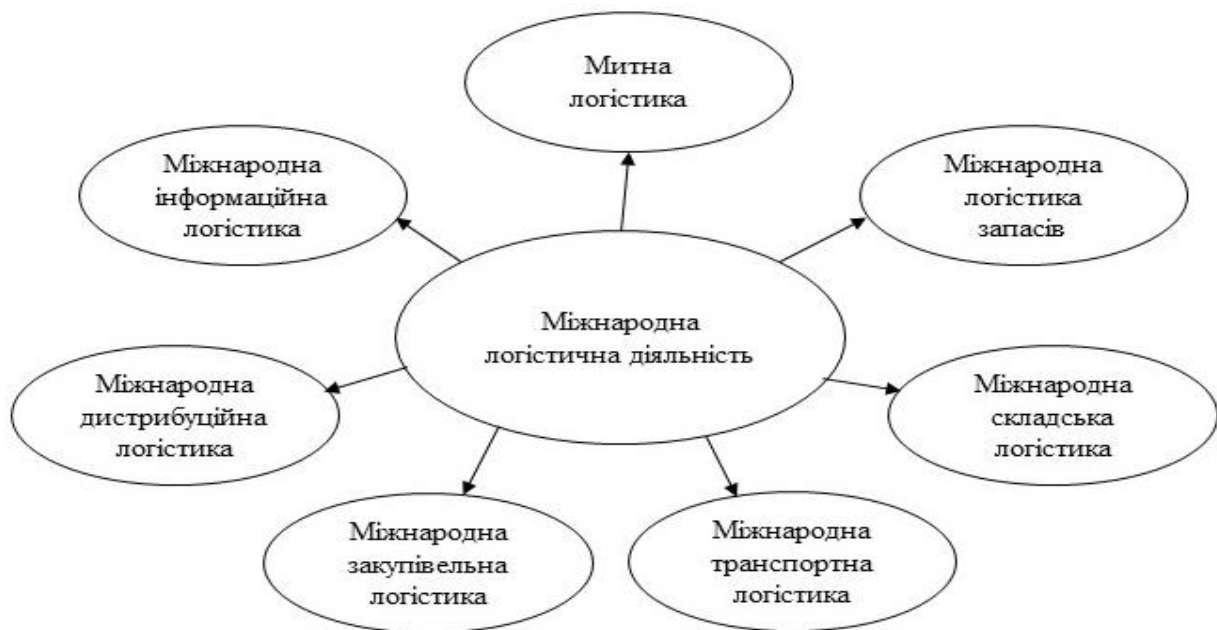 Митна
логістика
Міжнародна
інформаційна
логістика
Міжнародна
логістика
запасів
Міжнародна
логістична діяльність
Міжнародна
дистрибуційна
логістика
Міжнародна
складська
логістика
Міжнародна
закупівельна
логістика
Міжнародна
транспортна
логістика